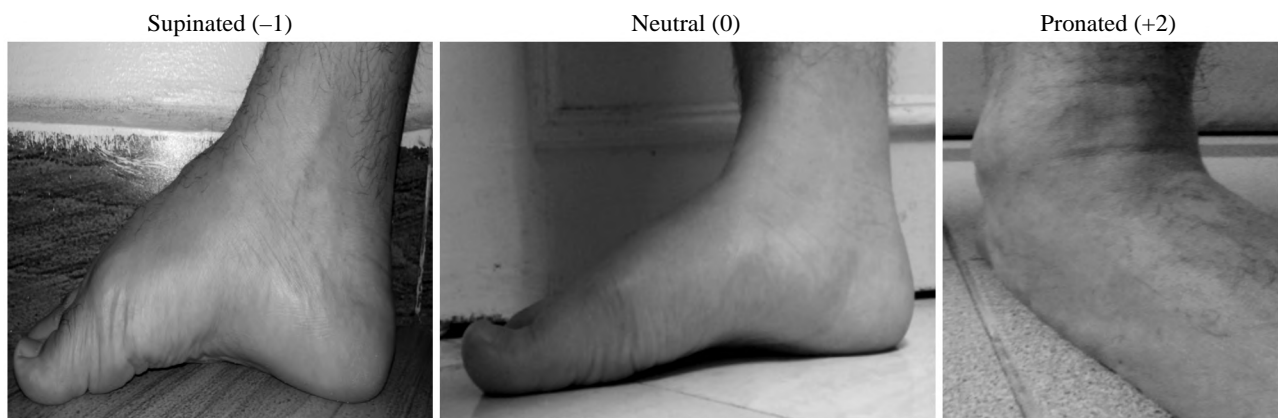 Supinated (–1)
Neutral (0)
Pronated (+2)